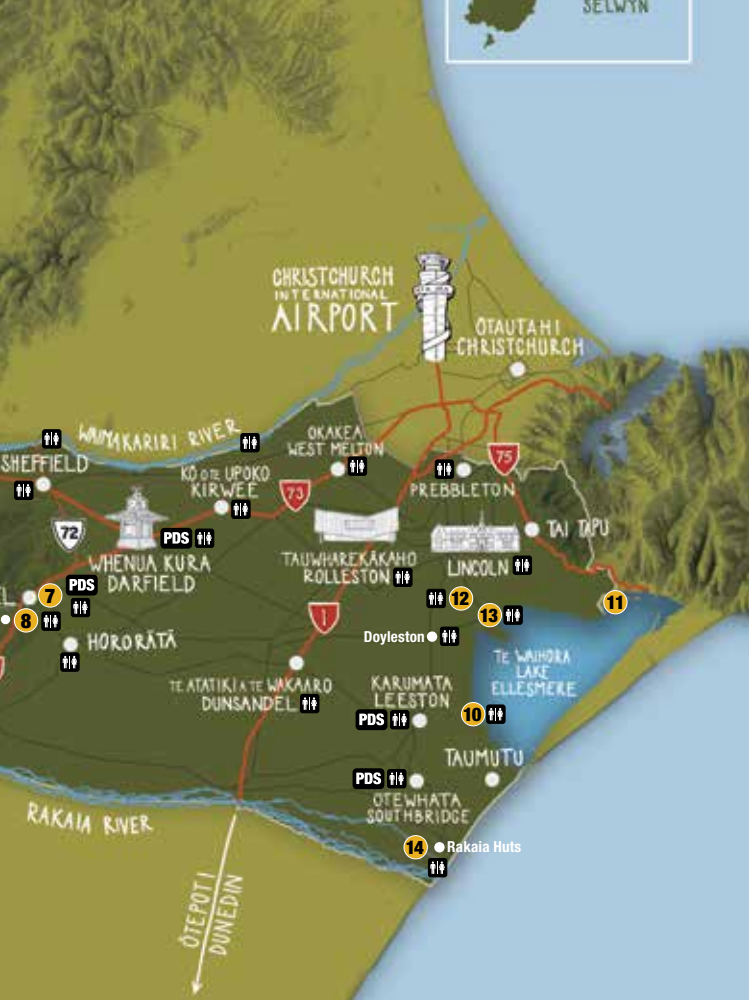 SELWYN
CHRISTCHURCH
INTERNATIONAL
AIRPORT
ŌTAUTAHI
CHRISTCHURCH
WAIMAKARIRI RIVER
OKAKEA
WEST MELTON
SHEFFIELD
KŌ ŌTE UPOKO
KIRWEE
75
PREBBLETON
73
72
PDS
WHENUA KURA
DARFIELD
TAI TAPU
TAUWHAREKĀKAHO
ROLLESTON
LINCOLN
PDS
EL
7
8
12
11
13
1
Doyleston
HORORĀTĀ
TE WAIHORA
LAKE
ELLESMERE
TE ATATIKI A TE WAKAARO
DUNSANDEL
KARUMATA
LEESTON
PDS
10
TAUMUTU
PDS
OTEWHATA
SOUTHBRIDGE
RAKAIA RIVER
14
Rakaia Huts
ŌTEPOTI
DUNEDIN